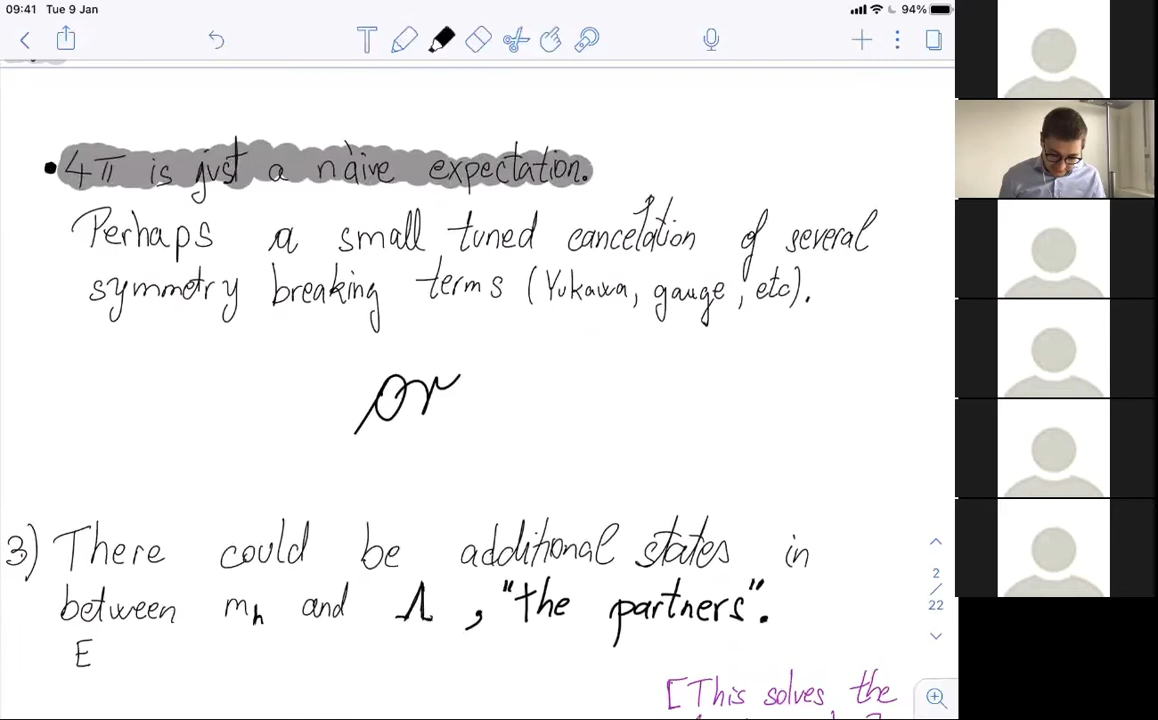 09:41 Tue 9 Jan 94%
• 4π is just a nàive expectation.
Perhaps a small tuned cancelation of several
symmetry breaking terms (Yukawa, gauge, etc).
or
3) There could be additional states in
between mₕ and Λ, "the partners".
E
[This solves the
2
/
22